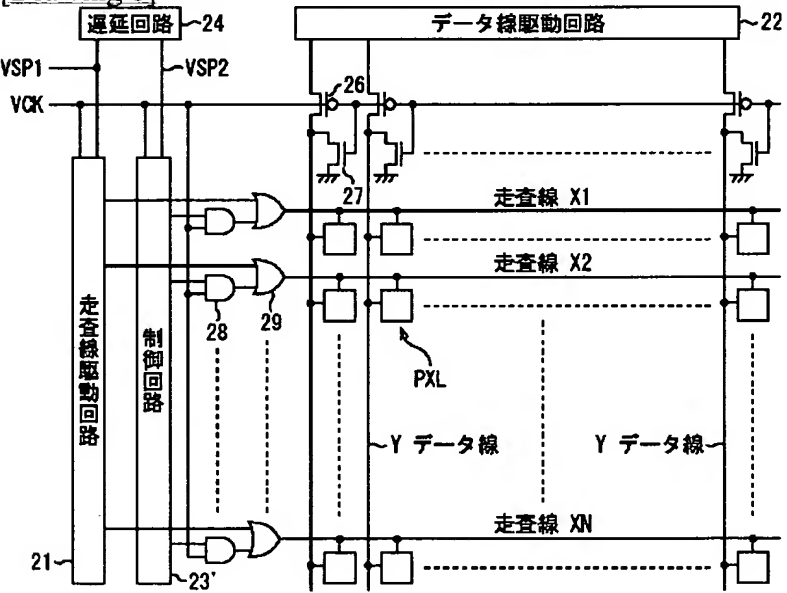 遅延回路
24
データ線駆動回路
22
VSP1
VSP2
26
VCK
27
走査線 X1
走査線 X2
28
29
走査線駆動回路
制御回路
PXL
Y データ線
Y データ線
走査線 XN
21
23'